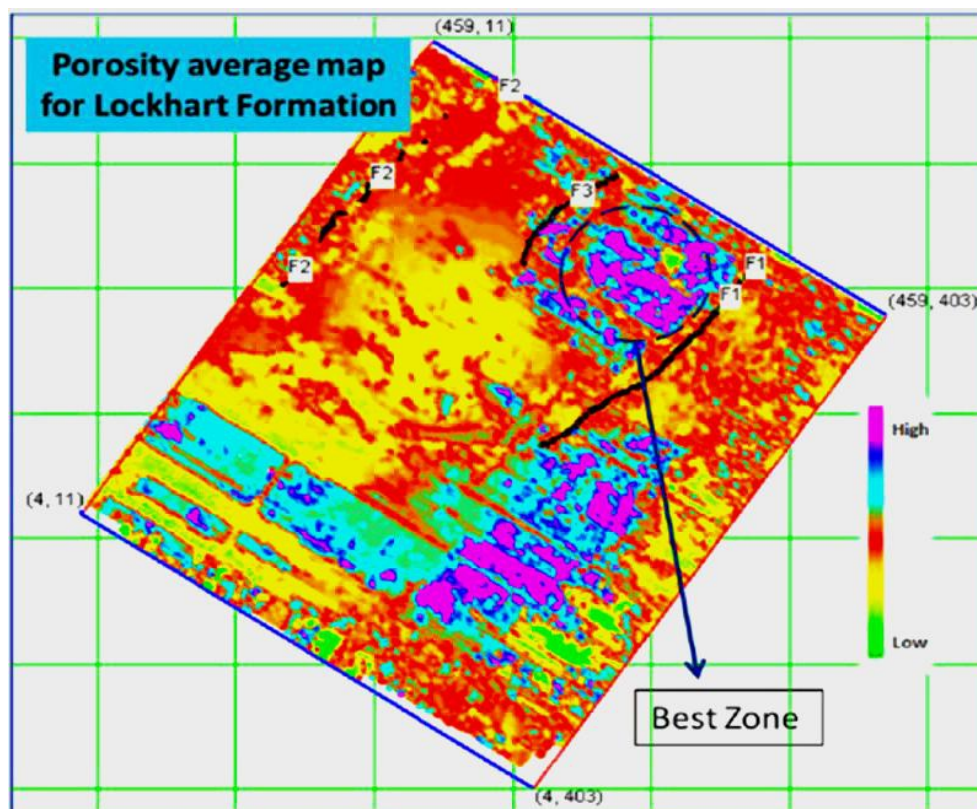 (459, 11)
Porosity average map
for Lockhart Formation
F2
F2
F3
F2
F1
F1
(459, 403)
High
(4, 11)
Low
Best Zone
(4, 403)